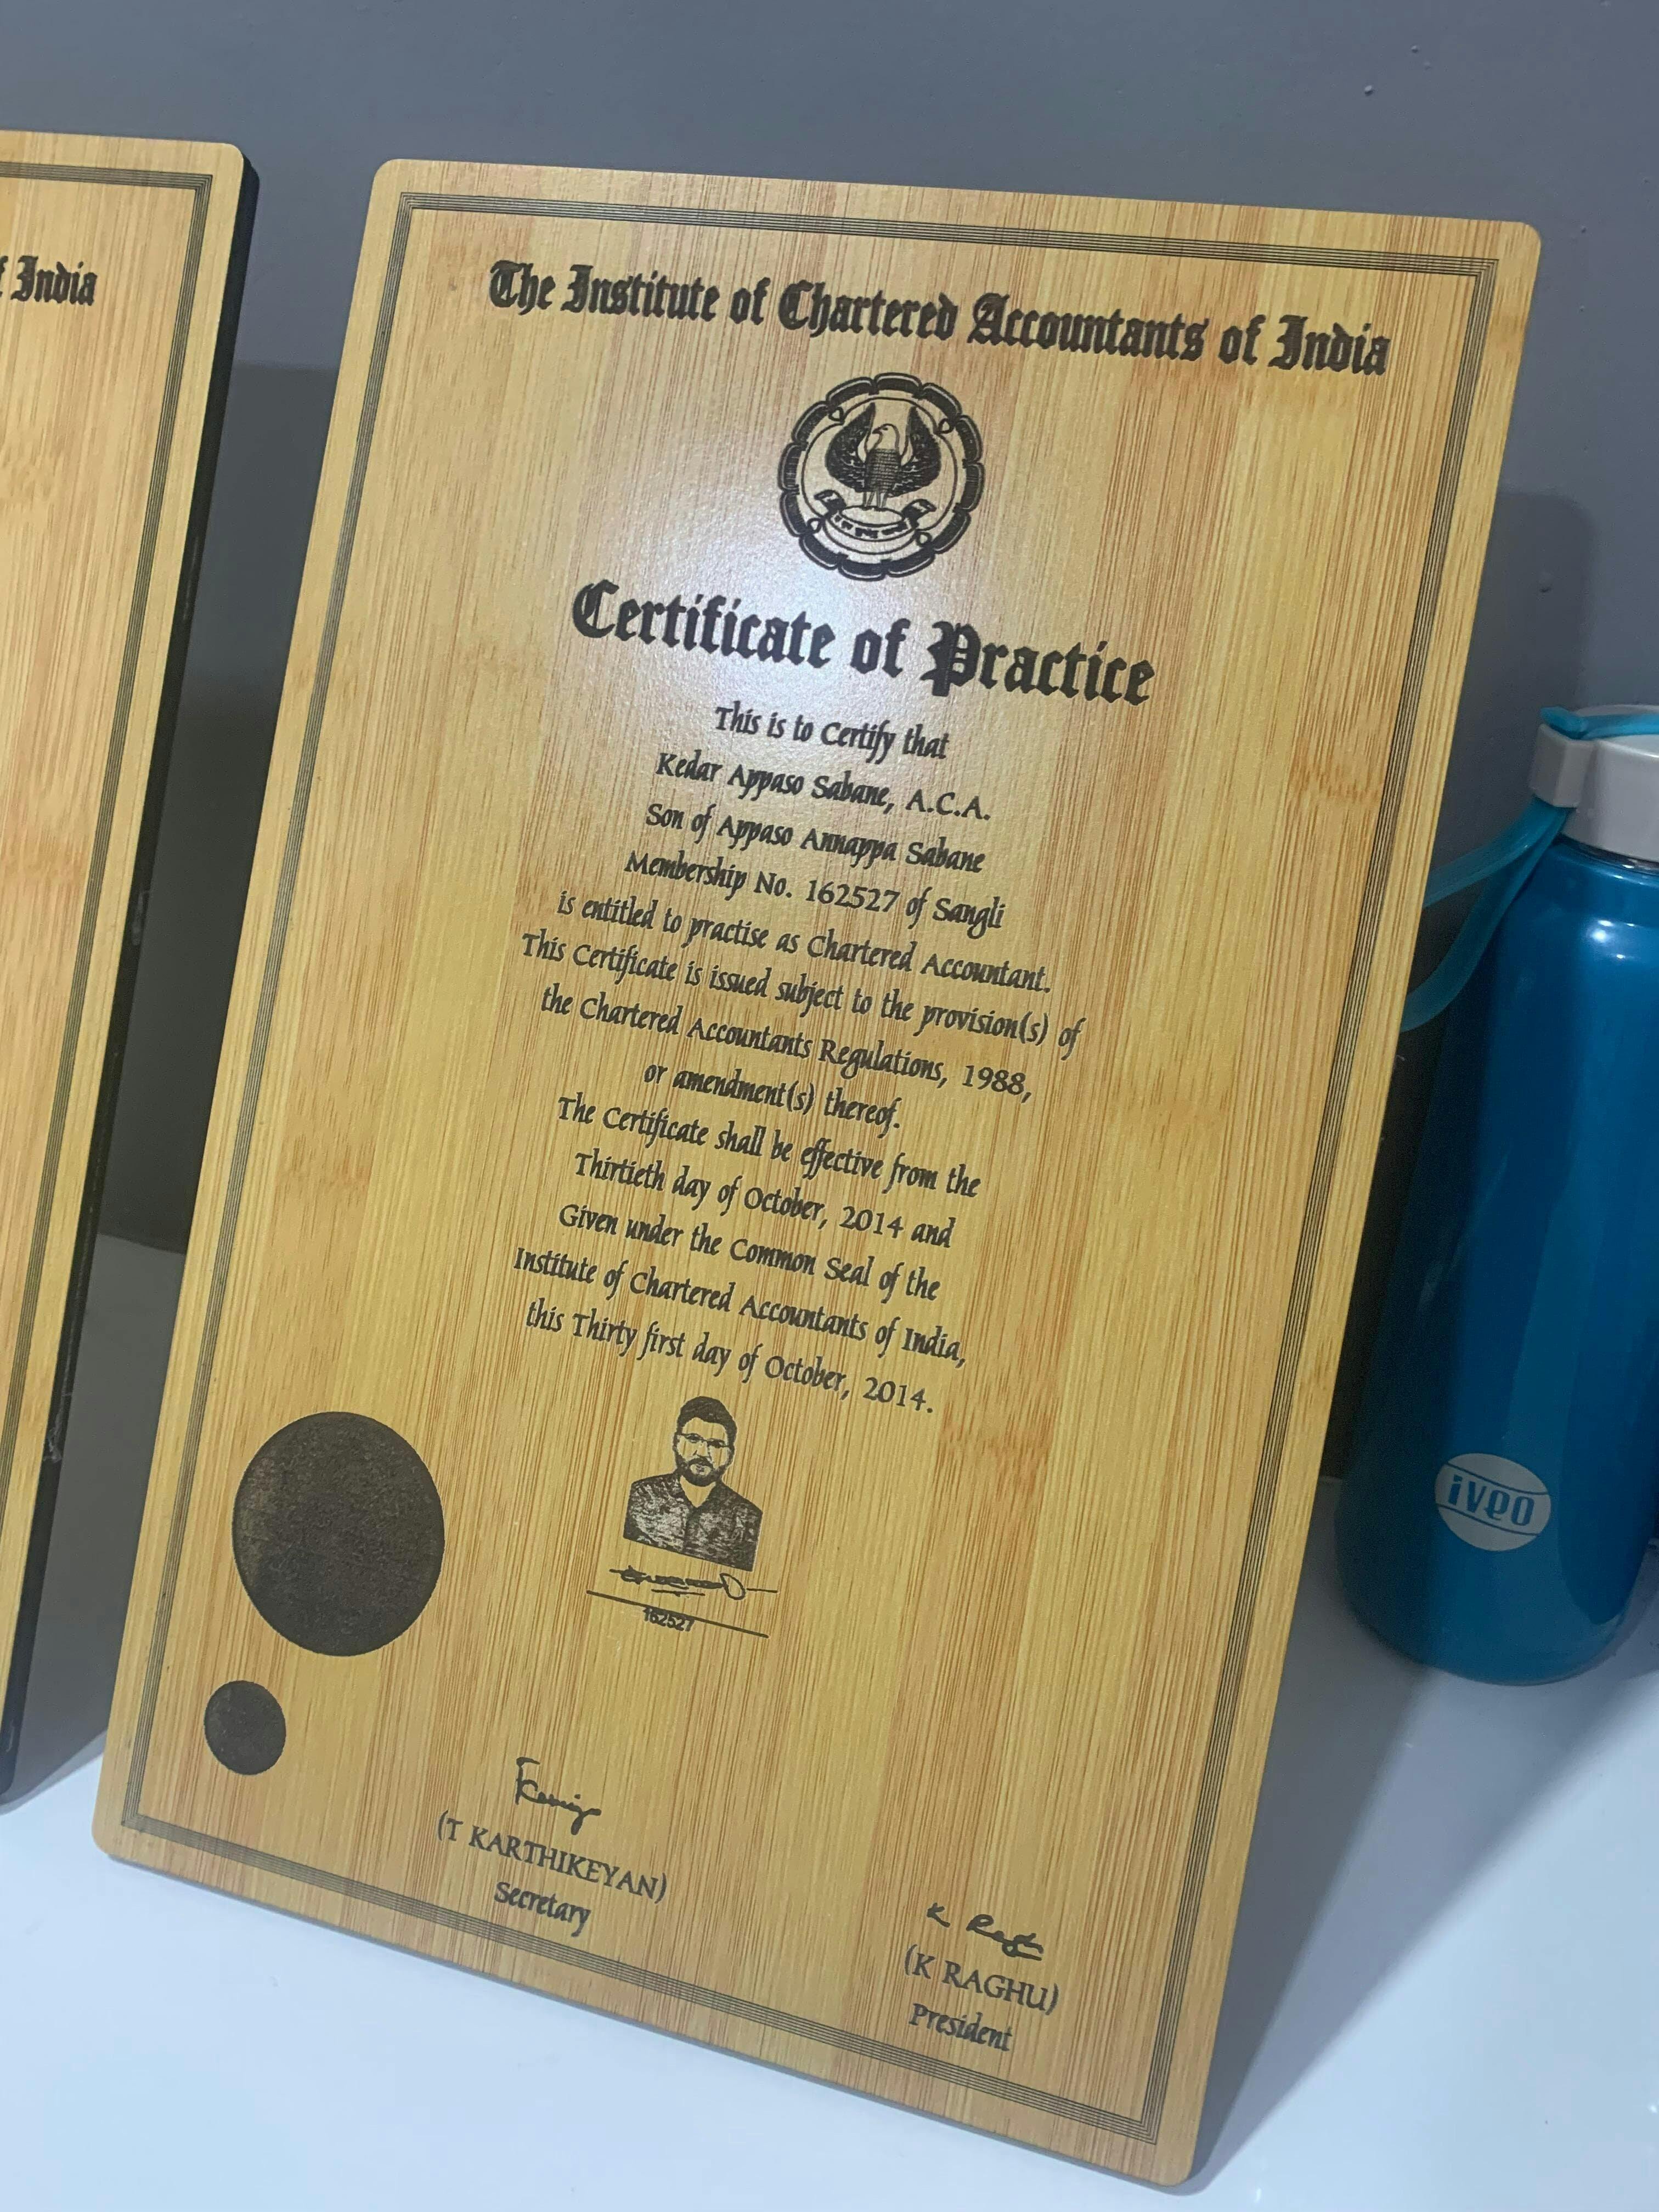 f India
The Institute of Chartered Accountants of India
Certificate of Practice
This is to Certify that
Kedar Appaso Sabane, A.C.A.
Son of Appaso Annappa Sabane
Membership No. 162527 of Sangli
is entitled to practise as Chartered Accountant.
This Certificate is issued subject to the provision(s) of
the Chartered Accountants Regulations, 1988,
or amendment(s) thereof.
The Certificate shall be effective from the
Thirtieth day of October, 2014 and
Given under the Common Seal of the
Institute of Chartered Accountants of India,
this Thirty first day of October, 2014.
162527
(T KARTHIKEYAN)
Secretary
K Ragh
(K RAGHU)
President
iveo